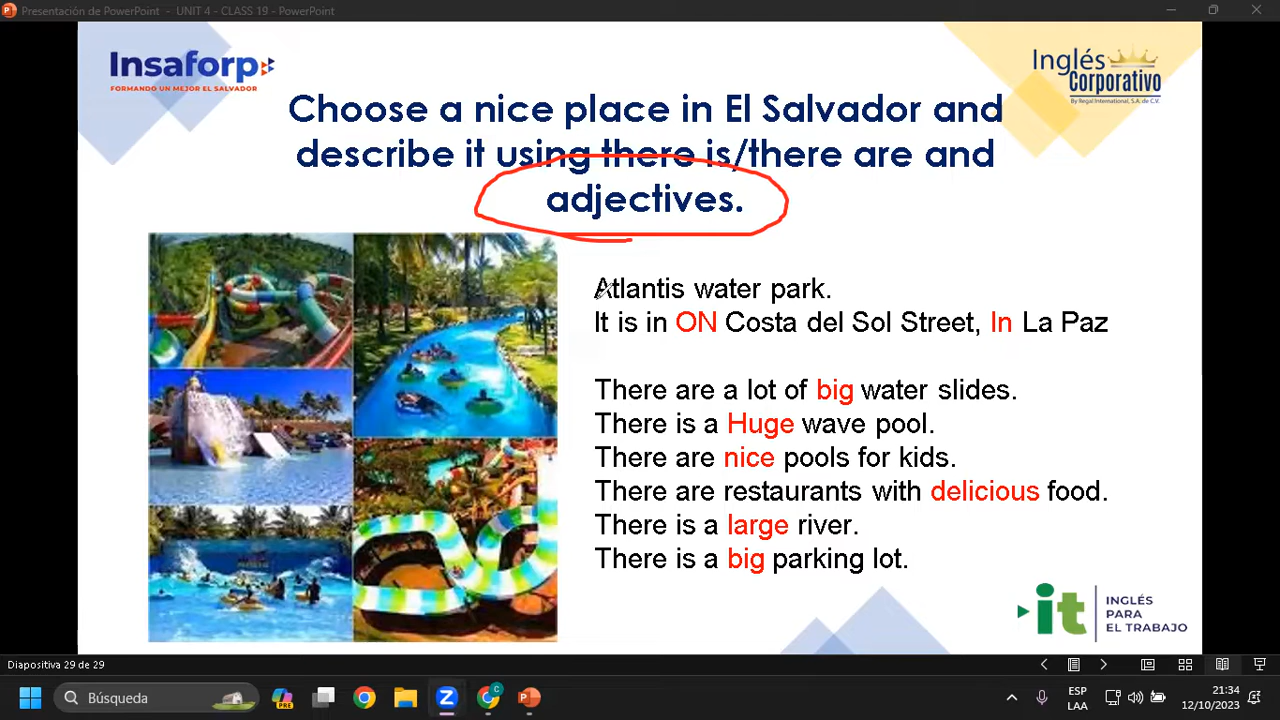 Presentación de PowerPoint - UNIT 4 - CLASS 19 - PowerPoint
Insaforp
FORMANDO UN MEJOR EL SALVADOR
Inglés
Corporativo
By Regal International, S.A. de C.V.
Choose a nice place in El Salvador and
describe it using there is/there are and
adjectives.
Atlantis water park.
It is in ON Costa del Sol Street, In La Paz
There are a lot of big water slides.
There is a Huge wave pool.
There are nice pools for kids.
There are restaurants with delicious food.
There is a large river.
There is a big parking lot.
it
INGLÉS
PARA
EL TRABAJO
Diapositiva 29 de 29
Búsqueda
PRE
C
ESP
LAA
21:34
12/10/2023